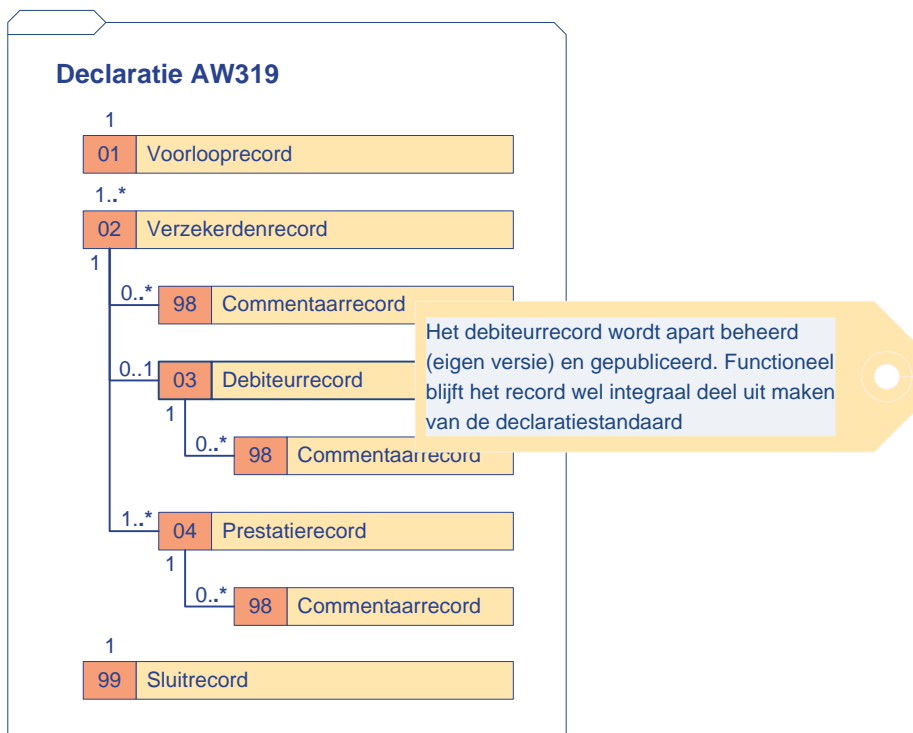 Declaratie AW319
1
01 Voorlooprecord
1..*
02 Verzekerdenrecord
1
0..* 98 Commentaarrecord
Het debiteurrecord wordt apart beheerd
(eigen versie) en gepubliceerd. Functioneel
blijft het record wel integraal deel uit maken
van de declaratiestandaard
0..1 03 Debiteurrecord
1
0..* 98 Commentaarrecord
1..* 04 Prestatierecord
1
0..* 98 Commentaarrecord
1
99 Sluitrecord